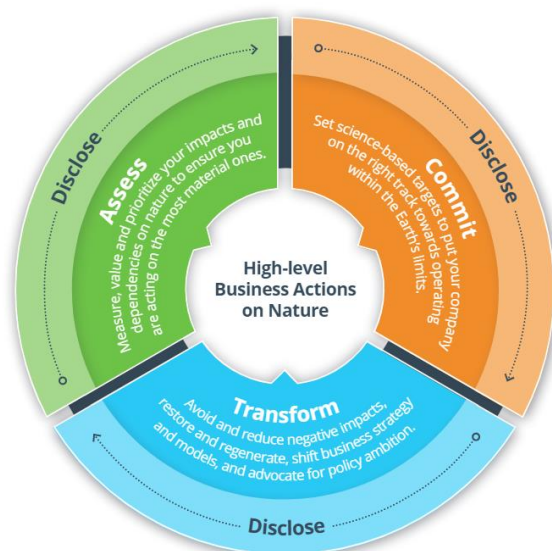 High-level
Business Actions
on Nature
Disclose
Assess
Measure, value and prioritize your impacts and
dependencies on nature to ensure you
are acting on the most material ones.
Disclose
Commit
Set science-based targets to put your company
on the right track towards operating
within the Earth's limits.
Transform
Avoid and reduce negative impacts,
restore and regenerate, shift business strategy
and models, and advocate for policy ambition.
Disclose